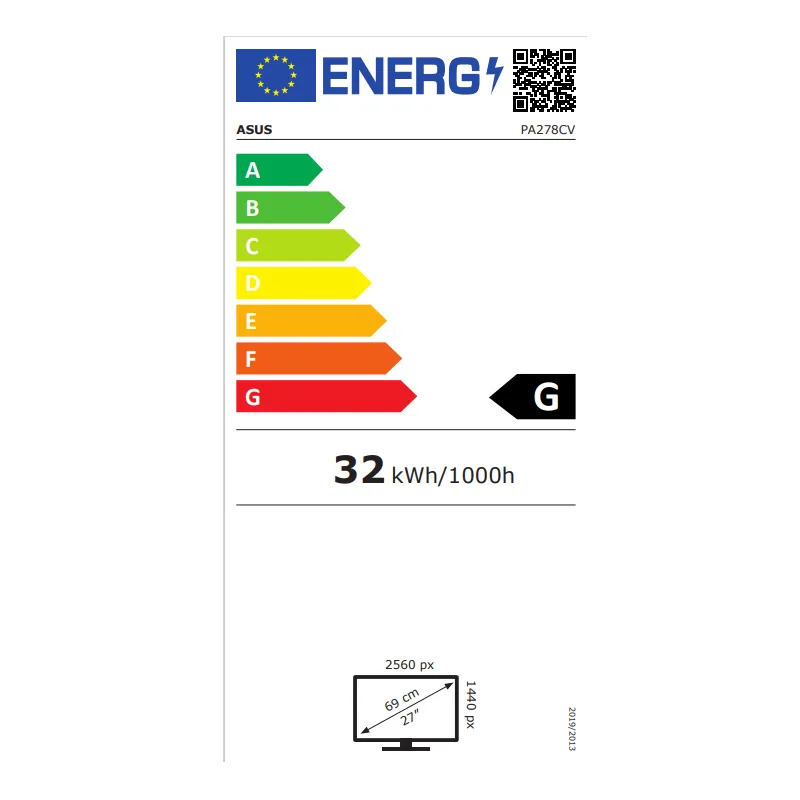 ENERG
ASUS PA278CV
A
B
C
D
E
F
G
G
32 kWh/1000h
2560 px
69 cm
27"
1440 px
2019/2013